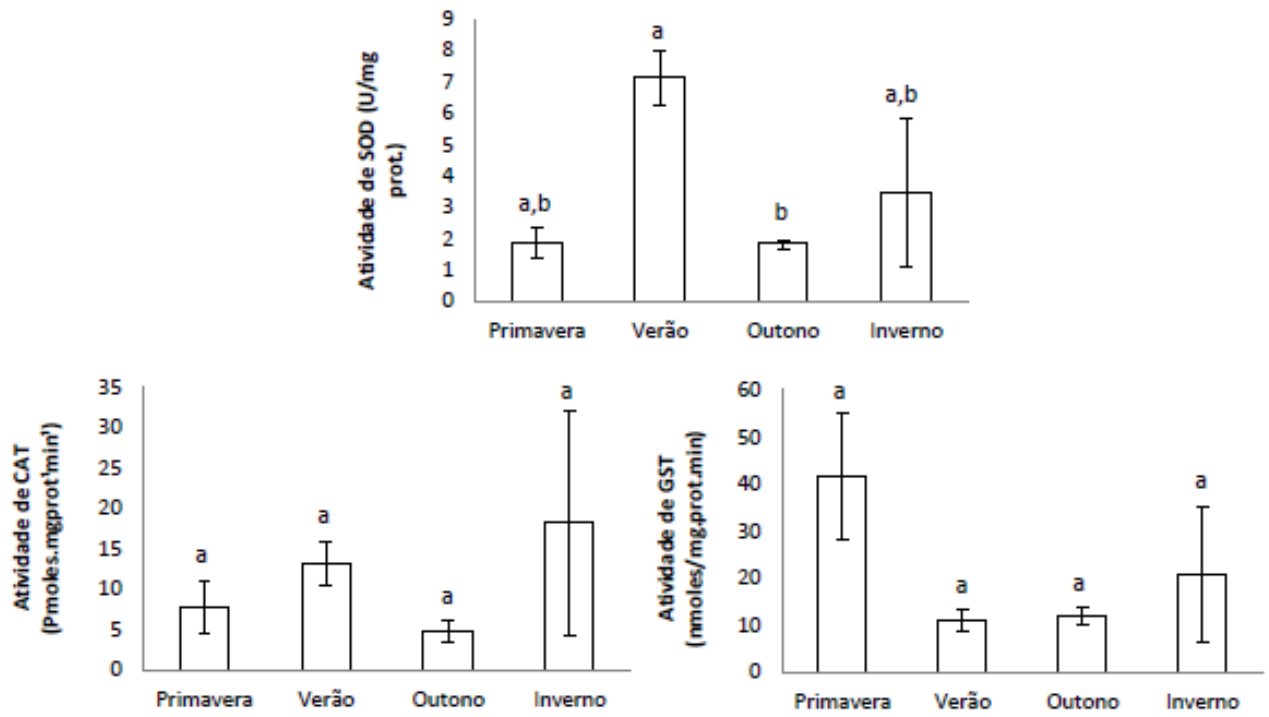 Atividade de SOD (U/mg
prot.)
9
8
7
6
5
4
3
2
1
0
a,b
a
b
a,b
Primavera Verão Outono Inverno
Atividade de CAT
(Pmoles.mgprot¹min¹)
35
30
25
20
15
10
5
0
a
a
a
a
Primavera Verão Outono Inverno
Atividade de GST
(nmoles/mg.prot.min)
60
50
40
30
20
10
0
a
a
a
a
Primavera Verão Outono Inverno